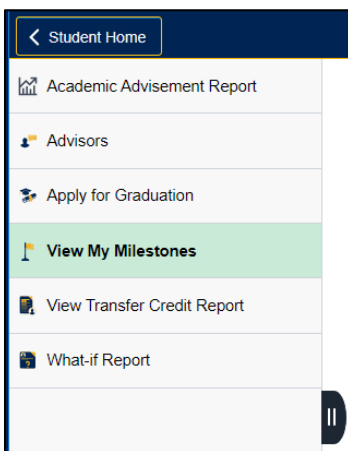 Student Home
Academic Advisement Report
Advisors
Apply for Graduation
View My Milestones
View Transfer Credit Report
What-if Report